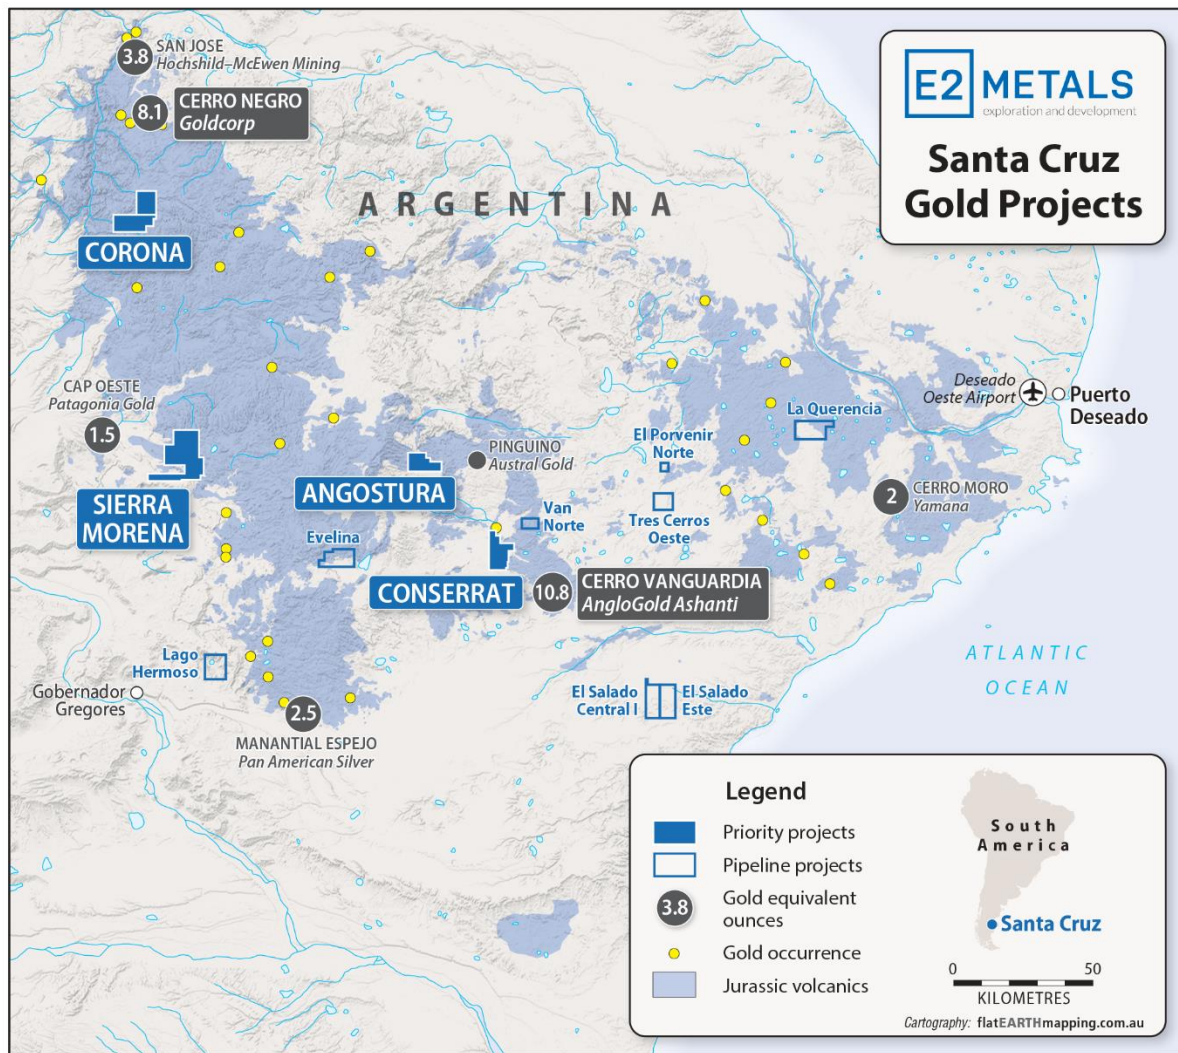 3.8
SAN JOSE
Hochshild–McEwen Mining
8.1
CERRO NEGRO
Goldcorp
E2 METALS
exploration and development
Santa Cruz
Gold Projects
ARGENTINA
CORONA
CAP OESTE
Patagonia Gold
1.5
SIERRA
MORENA
ANGOSTURA
PINGUINO
Austral Gold
La Querencia
Deseado
Oeste Airport
Puerto
Deseado
El Porvenir
Norte
Tres Cerros
Oeste
2
CERRO MORO
Yamana
Van
Norte
Evelina
CONSERRAT
10.8
CERRO VANGUARDIA
AngloGold Ashanti
Lago
Hermoso
Gobernador
Gregores
2.5
MANANTIAL ESPEJO
Pan American Silver
El Salado
Central I
El Salado
Este
ATLANTIC
OCEAN
Legend
Priority projects
Pipeline projects
3.8
Gold equivalent
ounces
Gold occurrence
Jurassic volcanics
South
America
Santa Cruz
0 50
KILOMETRES
Cartography: flatEARTHmapping.com.au